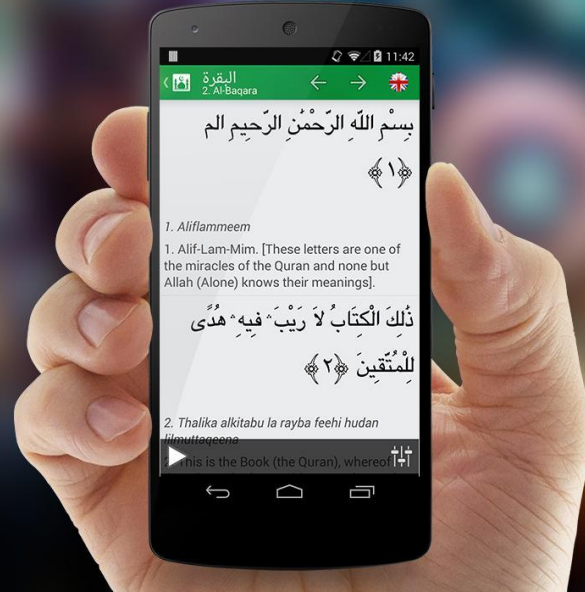 11:42
البقرة
2. Al-Baqara
بِسْمِ اللّهِ الرّحْمَٰنِ الرّحِيمِ الم
﴿١﴾
1. Aliflammeem
1. Alif-Lam-Mim. [These letters are one of
the miracles of the Quran and none but
Allah (Alone) knows their meanings].
ذَٰلِكَ الْكِتَابُ لاَ رَيْبَ ۛ فِيهِ ۛ هُدًى
لِلْمُتَّقِينَ ﴿٢﴾
2. Thalika alkitabu la rayba feehi hudan
lilmuttaqeena
2. This is the Book (the Quran), whereof